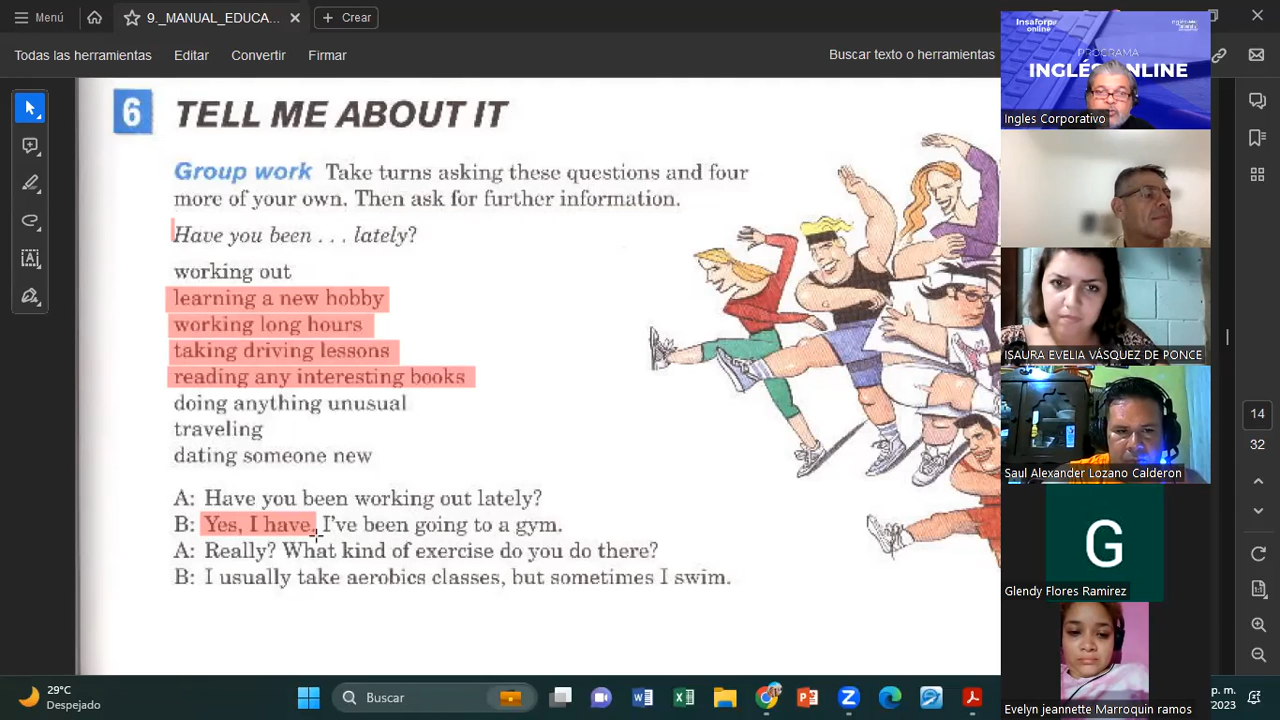 Menú
9._MANUAL_EDUCA...
Crear
Todas las herramientas
Editar
Convertir
Firmar
Buscar texto o herramientas
6 TELL ME ABOUT IT
Group work Take turns asking these questions and four
more of your own. Then ask for further information.
Have you been . . . lately?
working out
learning a new hobby
working long hours
taking driving lessons
reading any interesting books
doing anything unusual
traveling
dating someone new
A: Have you been working out lately?
B: Yes, I have. I've been going to a gym.
A: Really? What kind of exercise do you do there?
B: I usually take aerobics classes, but sometimes I swim.
Insaforp
online
PROGRAMA
INGLÉS ONLINE
Ingles Corporativo
ISAURA EVELIA VÁSQUEZ DE PONCE
Saul Alexander Lozano Calderon
G
Glendy Flores Ramirez
Evelyn jeannette Marroquin ramos
14
32
29°C
Despejado
Buscar
p. m.
2023